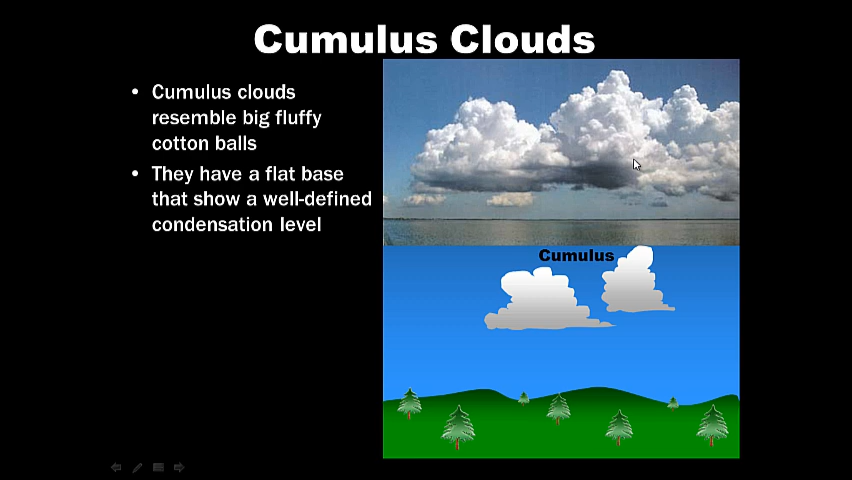 Cumulus Clouds
• Cumulus clouds
resemble big fluffy
cotton balls
• They have a flat base
that show a well-defined
condensation level
Cumulus